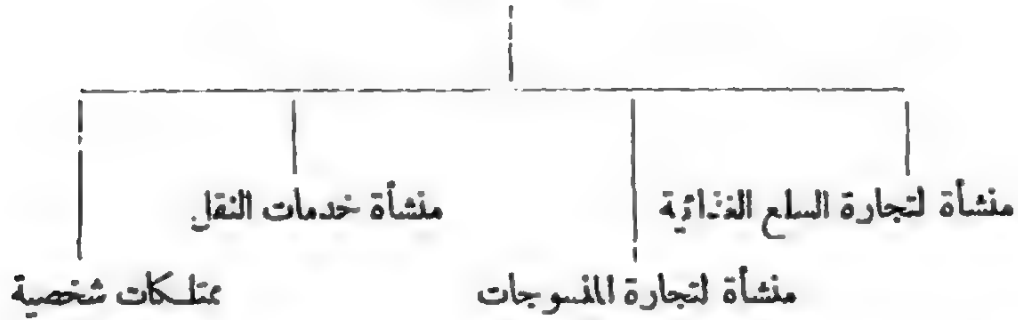 منشأة لتجارة السلع الغذائية
منشأة خدمات النقل
منشأة لتجارة المنسوجات
ممتلكات شخصية